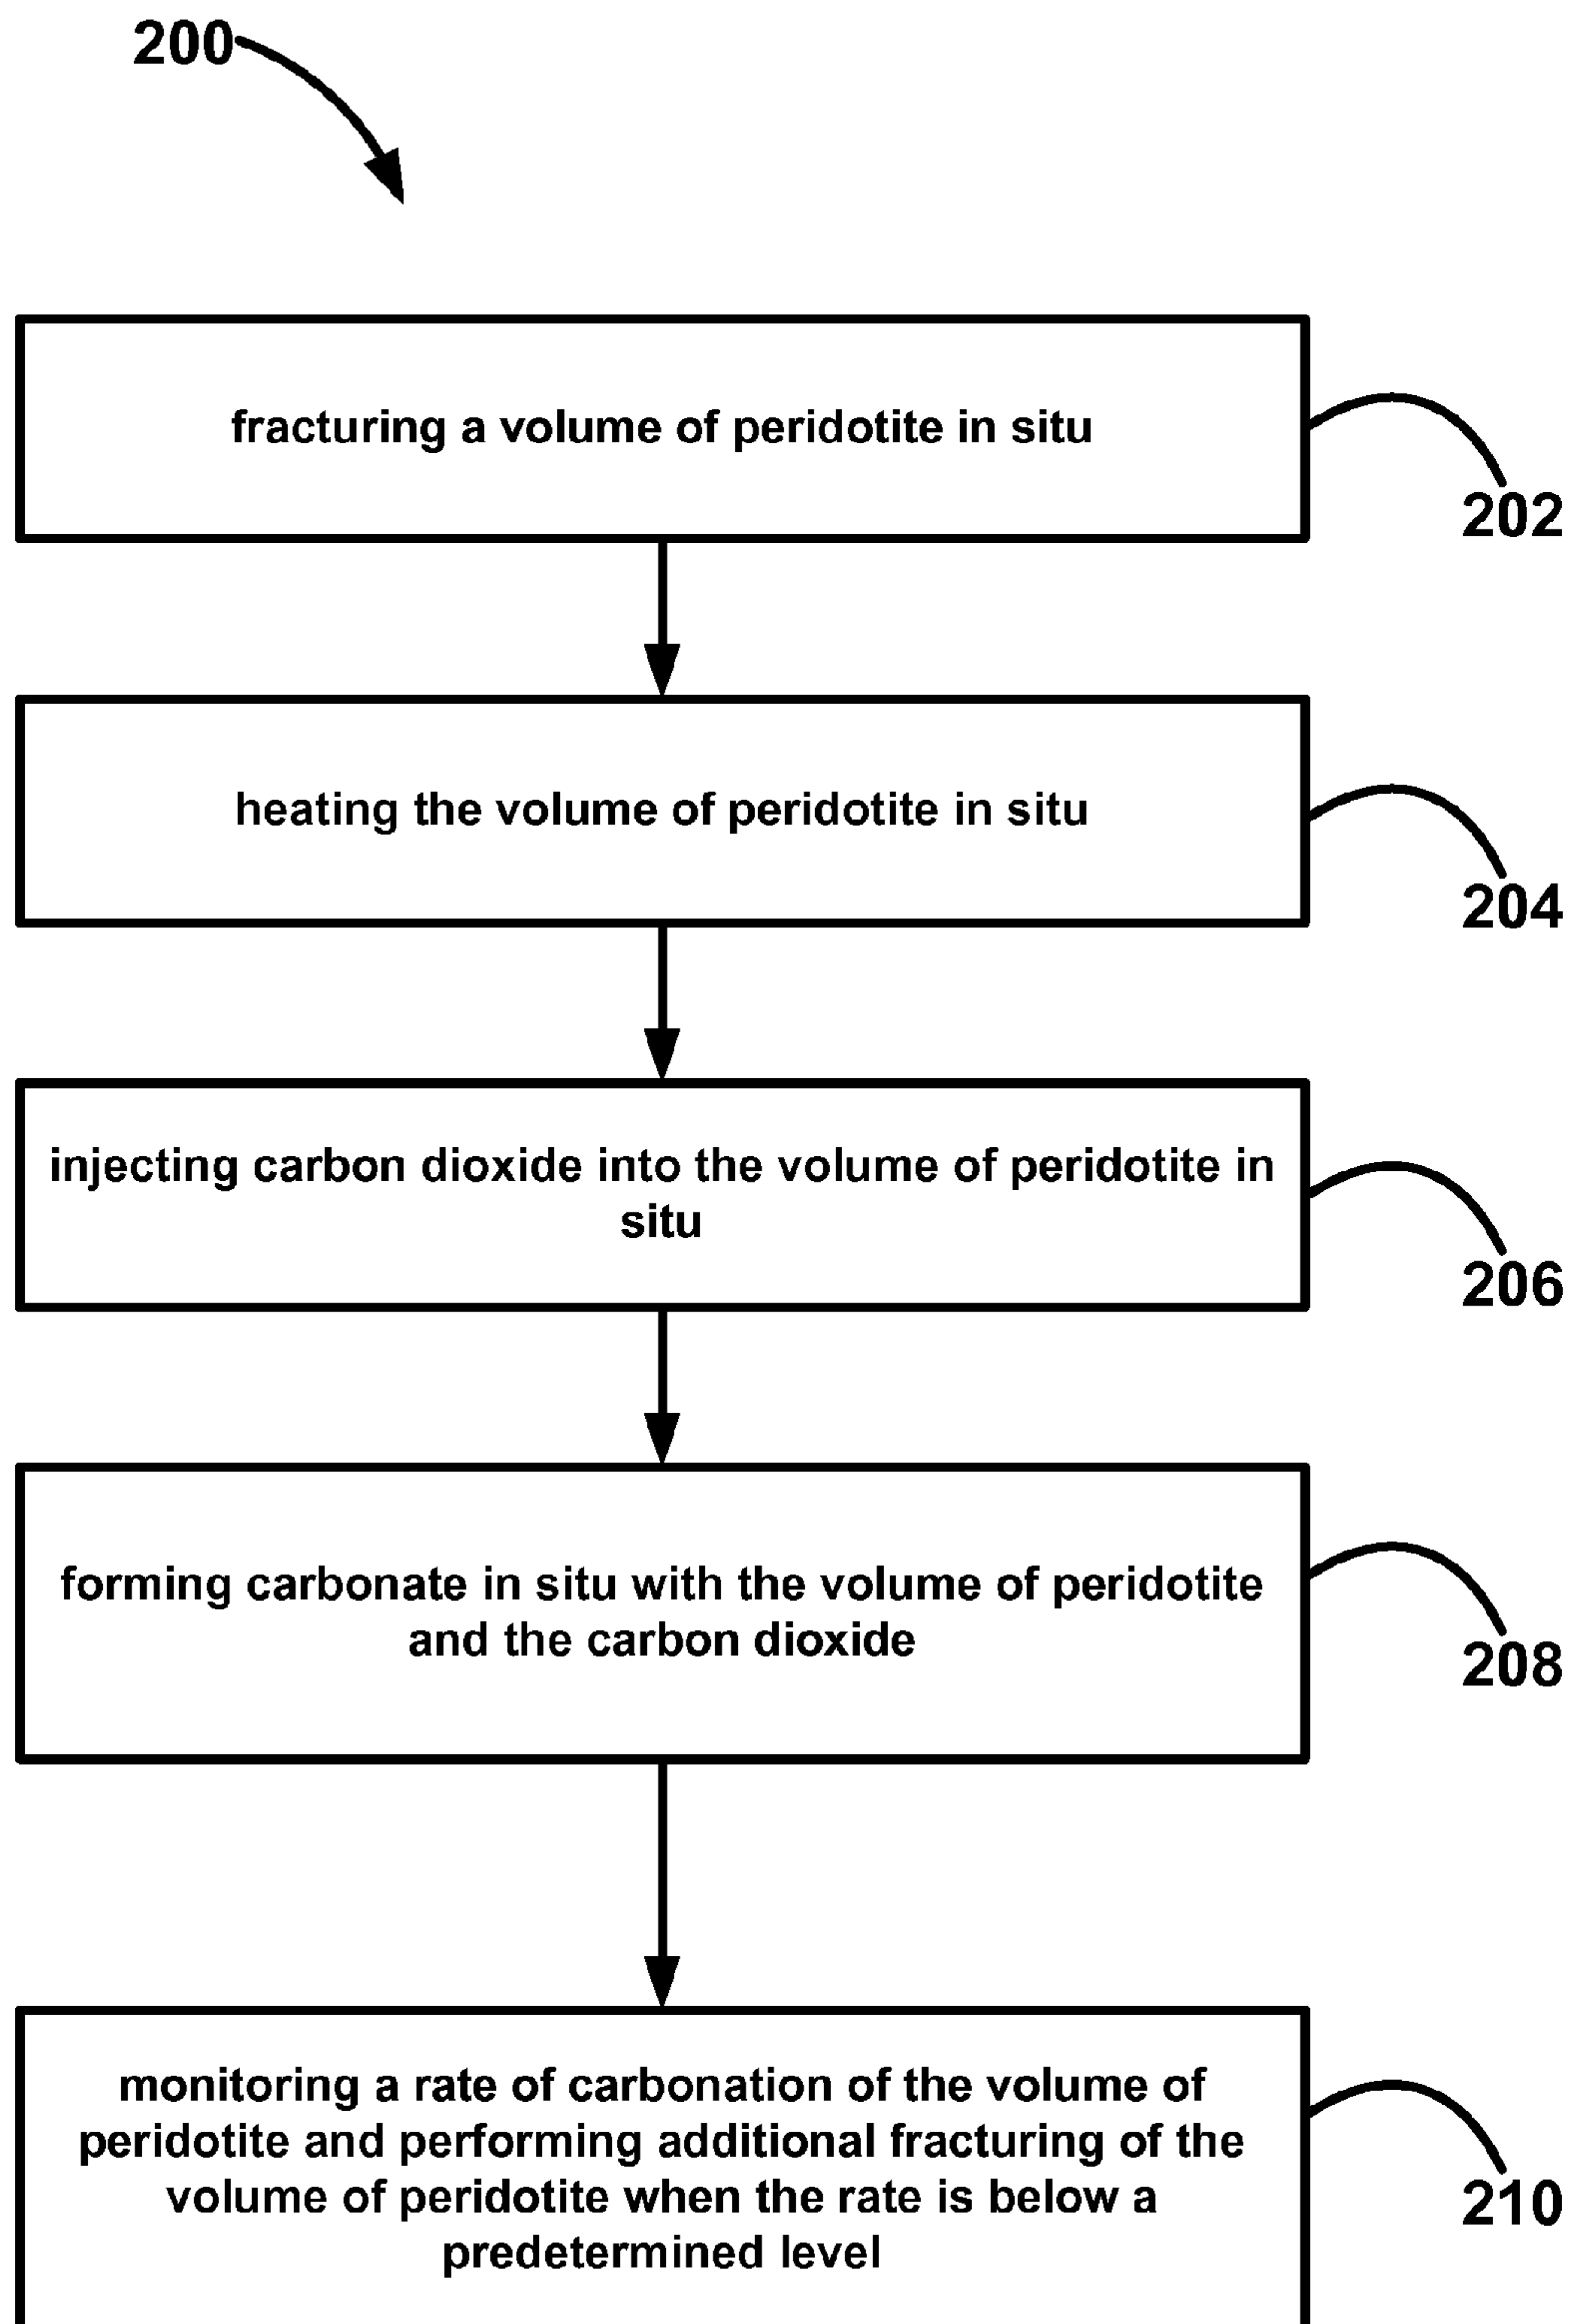 200
fracturing a volume of peridotite in situ
202
heating the volume of peridotite in situ
204
injecting carbon dioxide into the volume of peridotite in
situ
206
forming carbonate in situ with the volume of peridotite
and the carbon dioxide
208
monitoring a rate of carbonation of the volume of
peridotite and performing additional fracturing of the
volume of peridotite when the rate is below a
predetermined level
210